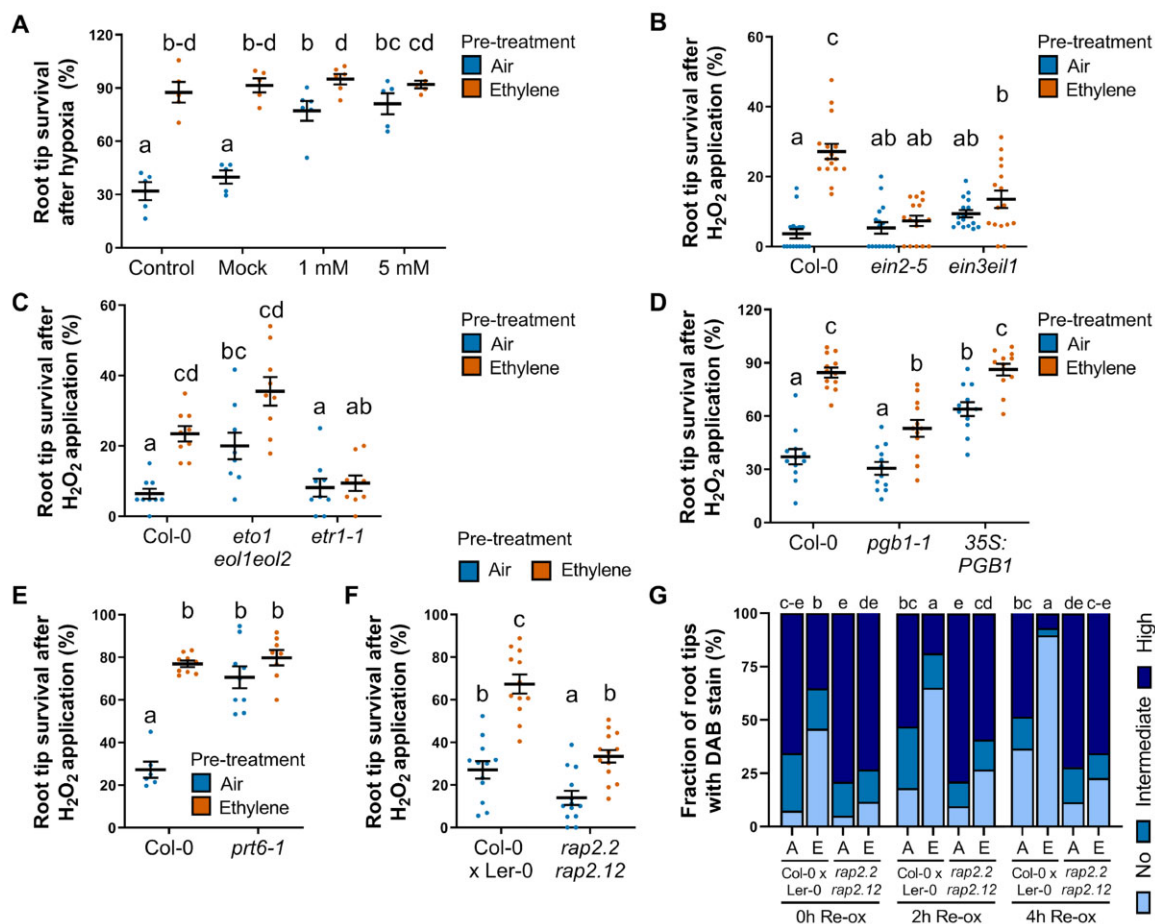 A
Root tip survival
after hypoxia (%)
120
90
60
30
0
a
b-d
a
b-d
b
d
bc
cd
Control
Mock
1 mM
5 mM
Pre-treatment
Air
Ethylene
B
Root tip survival after
H₂O₂ application (%)
60
40
20
0
a
c
ab
ab
ab
b
Col-0
ein2-5
ein3eil1
Pre-treatment
Air
Ethylene
C
Root tip survival after
H₂O₂ application (%)
60
40
20
0
a
cd
bc
cd
a
ab
Col-0
eto1
eol1eol2
etr1-1
Pre-treatment
Air
Ethylene
D
Root tip survival after
H₂O₂ application (%)
120
90
60
30
0
a
c
a
b
b
c
Col-0
pgb1-1
35S:
PGB1
Pre-treatment
Air
Ethylene
Pre-treatment
Air Ethylene
E
Root tip survival after
H₂O₂ application (%)
100
80
60
40
20
0
a
b
b
b
Pre-treatment
Air
Ethylene
Col-0
prt6-1
F
Root tip survival after
H₂O₂ application (%)
100
80
60
40
20
0
b
c
a
b
Col-0
x Ler-0
rap2.2
rap2.12
G
Fraction of root tips
with DAB stain (%)
100
75
50
25
0
c-e b e de bc a e cd bc a de c-e
A E A E A E A E A E A E
Col-0 x rap2.2 Col-0 x rap2.2 Col-0 x rap2.2
Ler-0 rap2.12 Ler-0 rap2.12 Ler-0 rap2.12
0h Re-ox 2h Re-ox 4h Re-ox
No Intermediate High